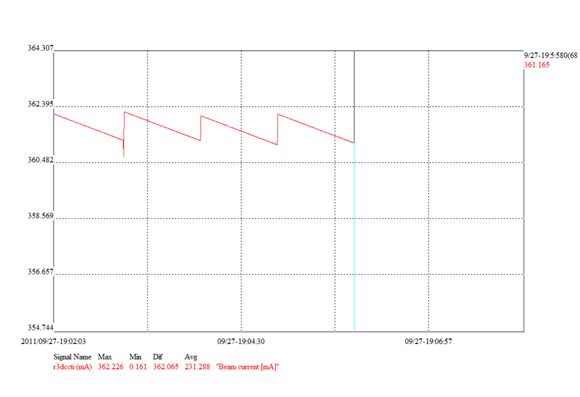 364.307
9/27-19:5:580(68
361.165
362.395
360.482
358.569
356.657
354.744
2011/09/27-19:02:03 09/27-19:04:30 09/27-19:06:57
Signal Name Max Min Dif Avg
r3dccti (mA) 362.226 0.161 362.065 231.288 "Beam current [mA]"